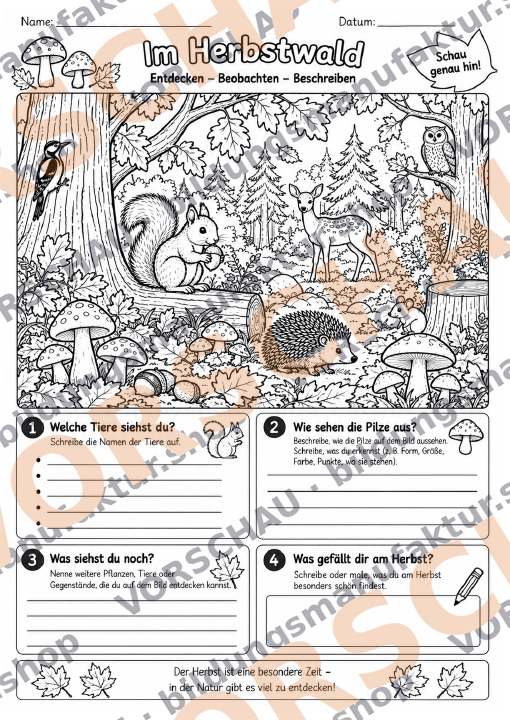 Name: Datum:
Im Herbstwald
Entdecken – Beobachten – Beschreiben
Schau
genau hin!
1 Welche Tiere siehst du?
Schreibe die Namen der Tiere auf.
2 Wie sehen die Pilze aus?
Beschreibe, wie die Pilze auf dem Bild aussehen.
Schreibe, was du erkennst (z. B. Form, Größe,
Farbe, Punkte, wo sie stehen).
3 Was siehst du noch?
Nenne weitere Pflanzen, Tiere oder
Gegenstände, die du auf dem Bild entdecken kannst.
4 Was gefällt dir am Herbst?
Schreibe oder male, was du am Herbst
besonders schön findest.
Der Herbst ist eine besondere Zeit –
in der Natur gibt es viel zu entdecken!
VORSCHAU · bildungsmanufaktur.shop